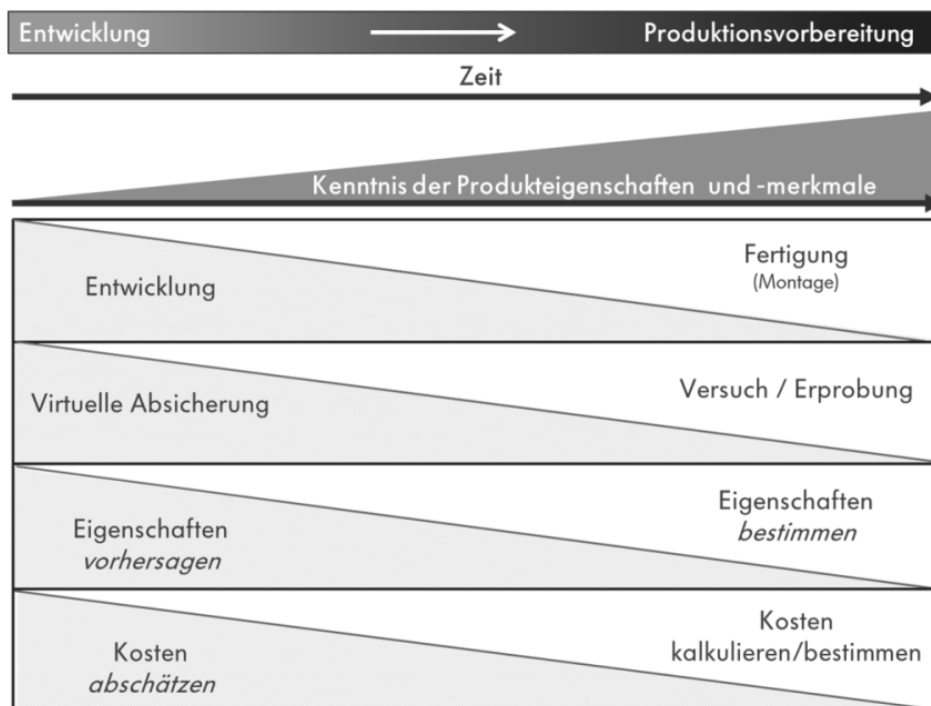 Entwicklung Produktionsvorbereitung
Zeit
Kenntnis der Produkteigenschaften und -merkmale
Entwicklung
Fertigung
(Montage)
Virtuelle Absicherung
Versuch / Erprobung
Eigenschaften
vorhersagen
Eigenschaften
bestimmen
Kosten
abschätzen
Kosten
kalkulieren/bestimmen